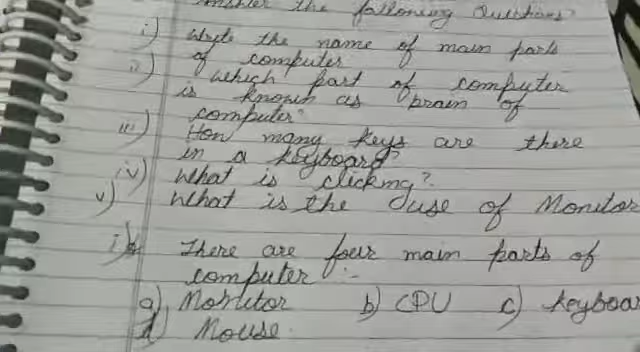 the following Questions?
i) Write the name of main parts
of computer
ii) which part of computer
is known as brain of
computer?
iii) How many keys are there
in a keyboard?
iv) What is clicking?
v) What is the use of Monitor
i) There are four main parts of
computer :-
a) Monitor b) CPU c) Keyboa
d) Mouse